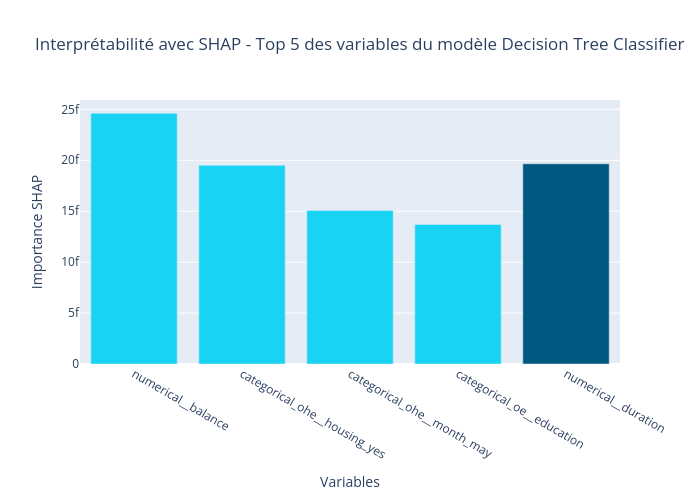 Interprétabilité avec SHAP - Top 5 des variables du modèle Decision Tree Classifier
25f
20f
15f
10f
5f
0
Importance SHAP
numerical__balance
categorical_ohe__housing_yes
categorical_ohe__month_may
categorical_oe__education
numerical__duration
Variables